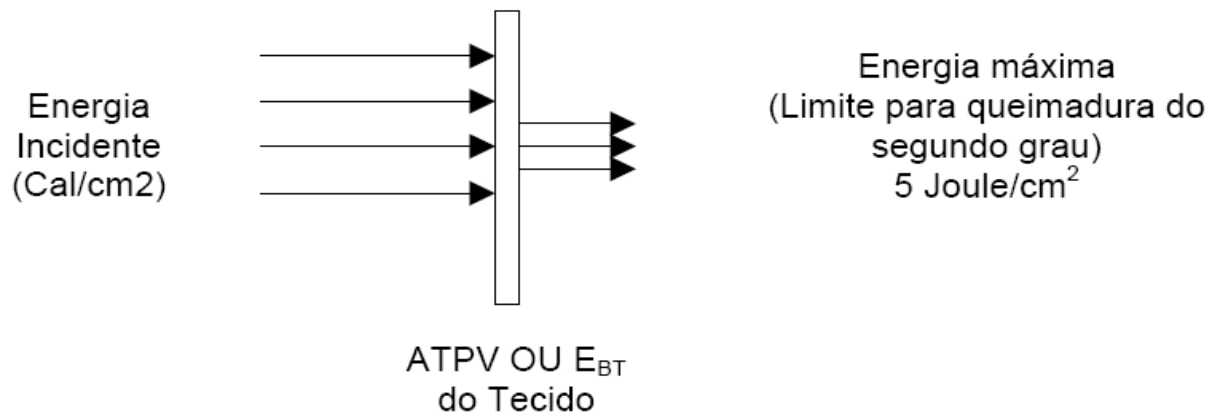 Energia
Incidente
(Cal/cm2)
Energia máxima
(Limite para queimadura do
segundo grau)
5 Joule/cm²
ATPV OU E_BT
do Tecido